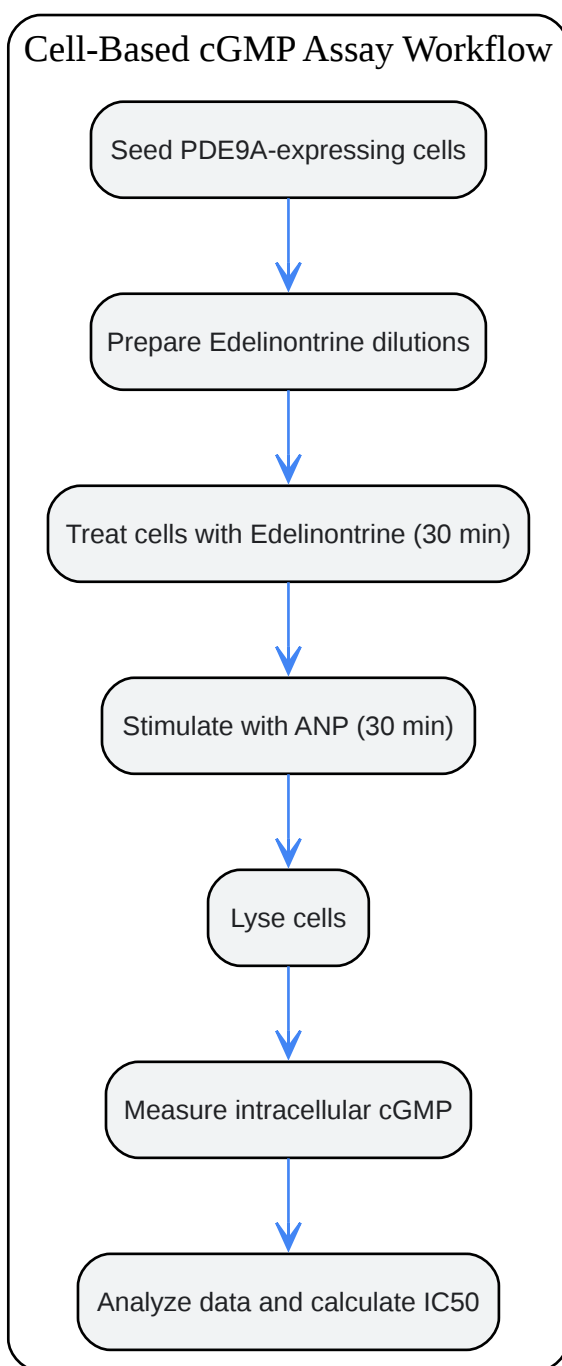 Cell-Based cGMP Assay Workflow
Seed PDE9A-expressing cells
Prepare Edelinontrine dilutions
Treat cells with Edelinontrine (30 min)
Stimulate with ANP (30 min)
Lyse cells
Measure intracellular cGMP
Analyze data and calculate IC50